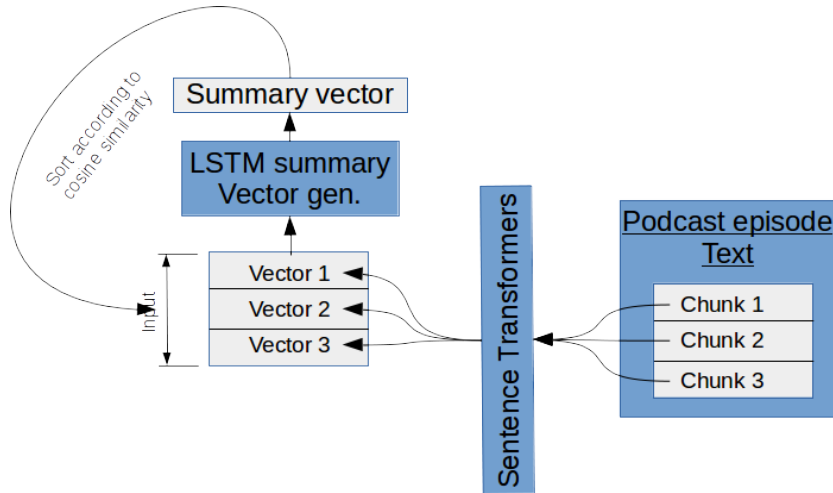 Sort according to
cosine similarity
Summary vector
LSTM summary
Vector gen.
Input
Vector 1
Vector 2
Vector 3
Sentence Transformers
Podcast episode
Text
Chunk 1
Chunk 2
Chunk 3